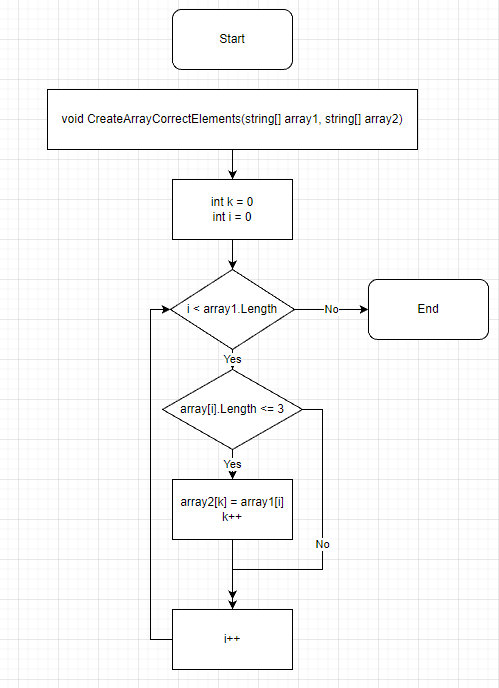 Start
void CreateArrayCorrectElements(string[] array1, string[] array2)
int k = 0
int i = 0
i < array1.Length
No
End
Yes
array[i].Length <= 3
Yes
array2[k] = array1[i]
k++
No
i++